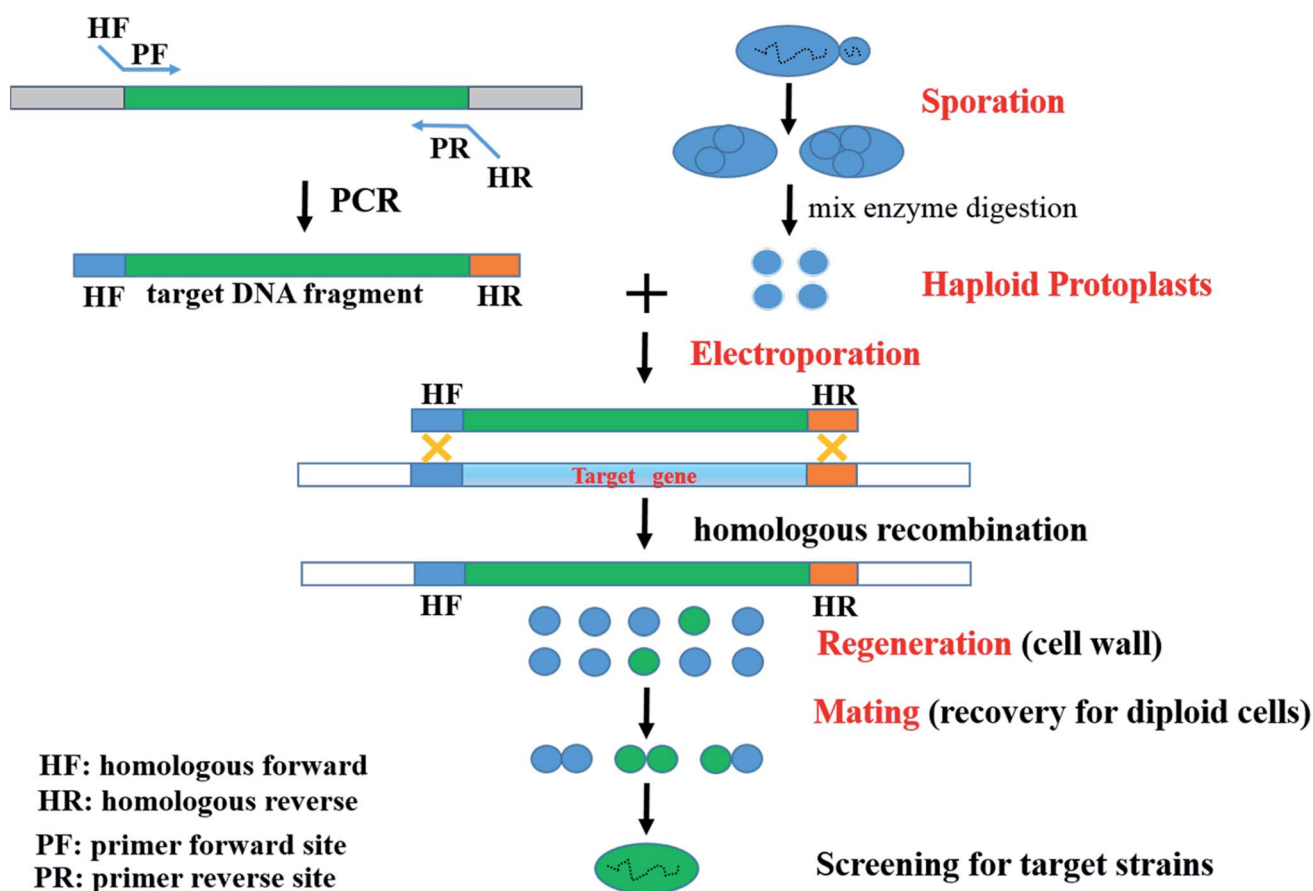 HF
PF
Sporation
PR
HR
PCR
mix enzyme digestion
HF
target DNA fragment
HR
+
Haploid Protoplasts
Electroporation
HF
HR
Target gene
homologous recombination
HF
HR
Regeneration (cell wall)
Mating (recovery for diploid cells)
HF: homologous forward
HR: homologous reverse
PF: primer forward site
PR: primer reverse site
Screening for target strains